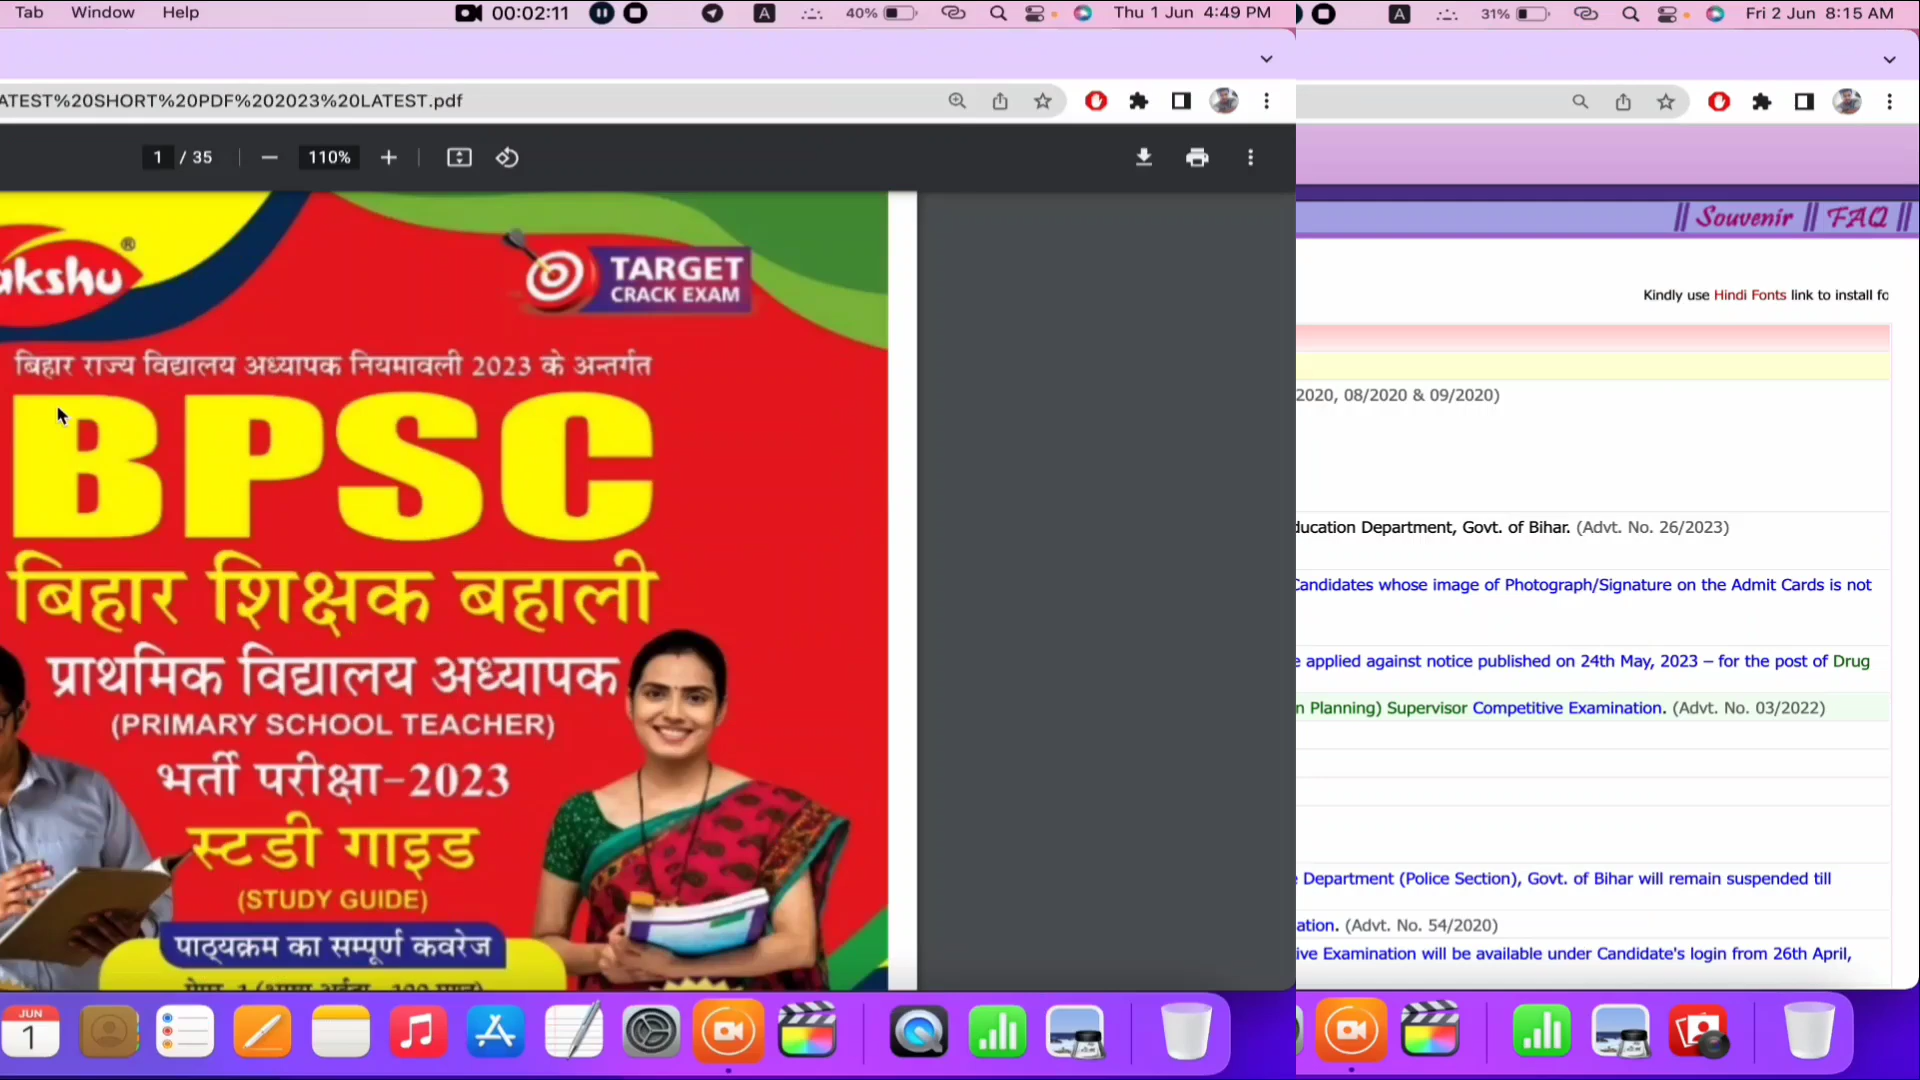 Tab Window Help 00:02:11 A 40% Thu 1 Jun 4:49 PM
ATEST%20SHORT%20PDF%202023%20LATEST.pdf
1 / 35 110%
akshu ®
TARGET
CRACK EXAM
बिहार राज्य विद्यालय अध्यापक नियमावली 2023 के अन्तर्गत
BPSC
बिहार शिक्षक बहाली
प्राथमिक विद्यालय अध्यापक
(PRIMARY SCHOOL TEACHER)
भर्ती परीक्षा-2023
स्टडी गाइड
(STUDY GUIDE)
पाठ्यक्रम का सम्पूर्ण कवरेज
JUN
1
A 31% Fri 2 Jun 8:15 AM
|| Souvenir || FAQ ||
Kindly use Hindi Fonts link to install fo
2020, 08/2020 & 09/2020)
ducation Department, Govt. of Bihar. (Advt. No. 26/2023)
Candidates whose image of Photograph/Signature on the Admit Cards is not
e applied against notice published on 24th May, 2023 – for the post of Drug
n Planning) Supervisor Competitive Examination. (Advt. No. 03/2022)
e Department (Police Section), Govt. of Bihar will remain suspended till
ation. (Advt. No. 54/2020)
ive Examination will be available under Candidate's login from 26th April,